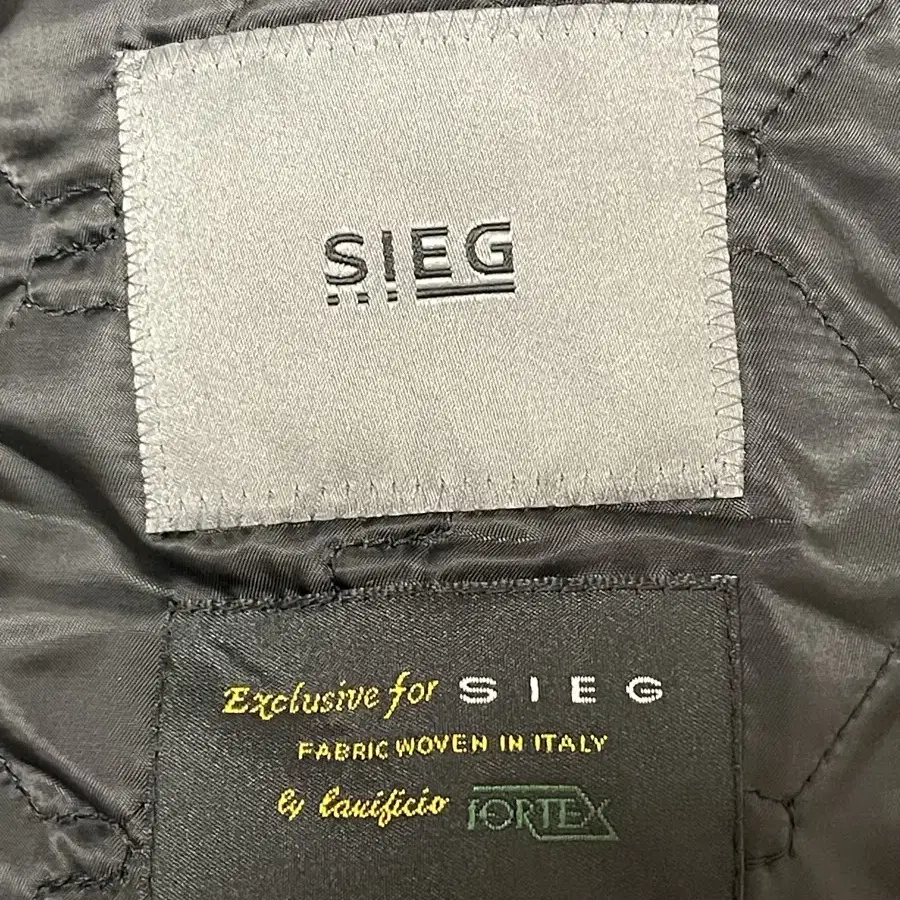 SIEG
Exclusive for SIEG
FABRIC WOVEN IN ITALY
by lanificio FORTEX